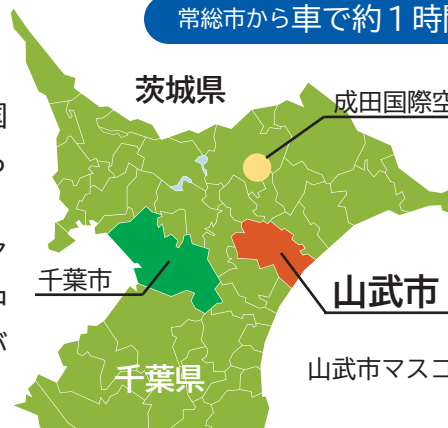 常総市から車で約１時間
茨城県
成田国際空
千葉市
山武市
山武市マスコ
千葉県